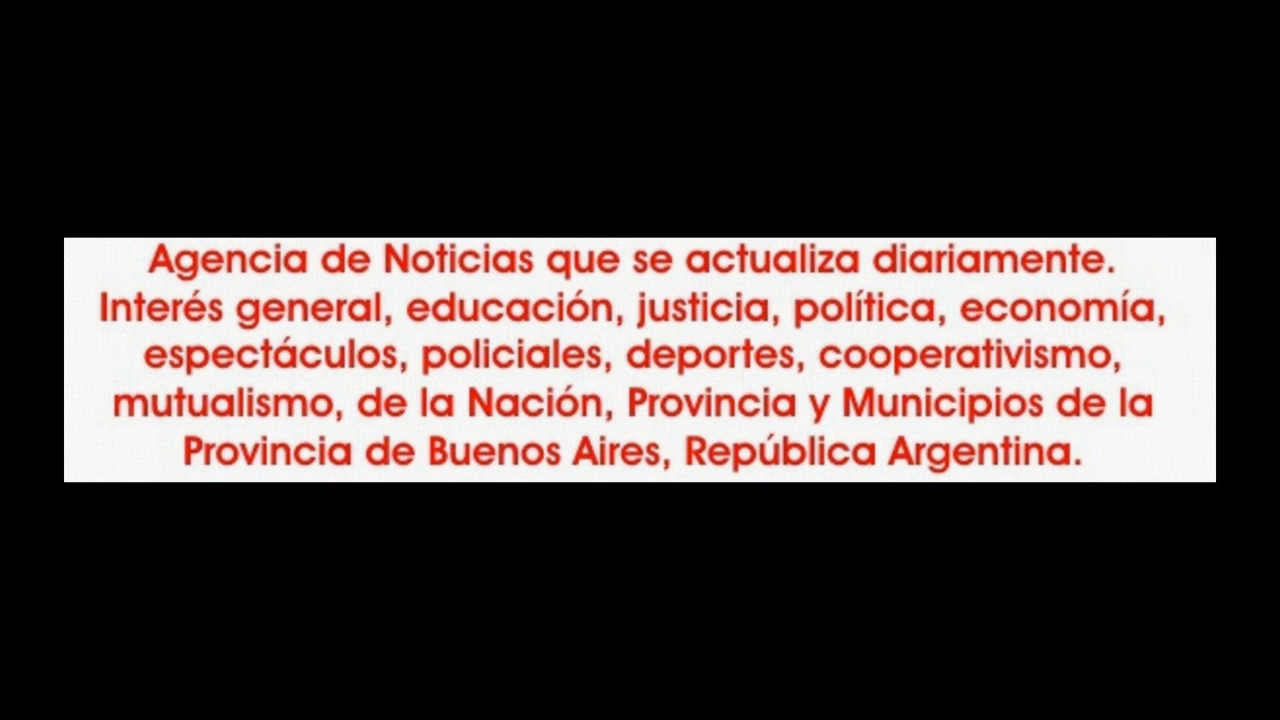 Agencia de Noticias que se actualiza diariamente.
Interés general, educación, justicia, política, economía,
espectáculos, policiales, deportes, cooperativismo,
mutualismo, de la Nación, Provincia y Municipios de la
Provincia de Buenos Aires, República Argentina.